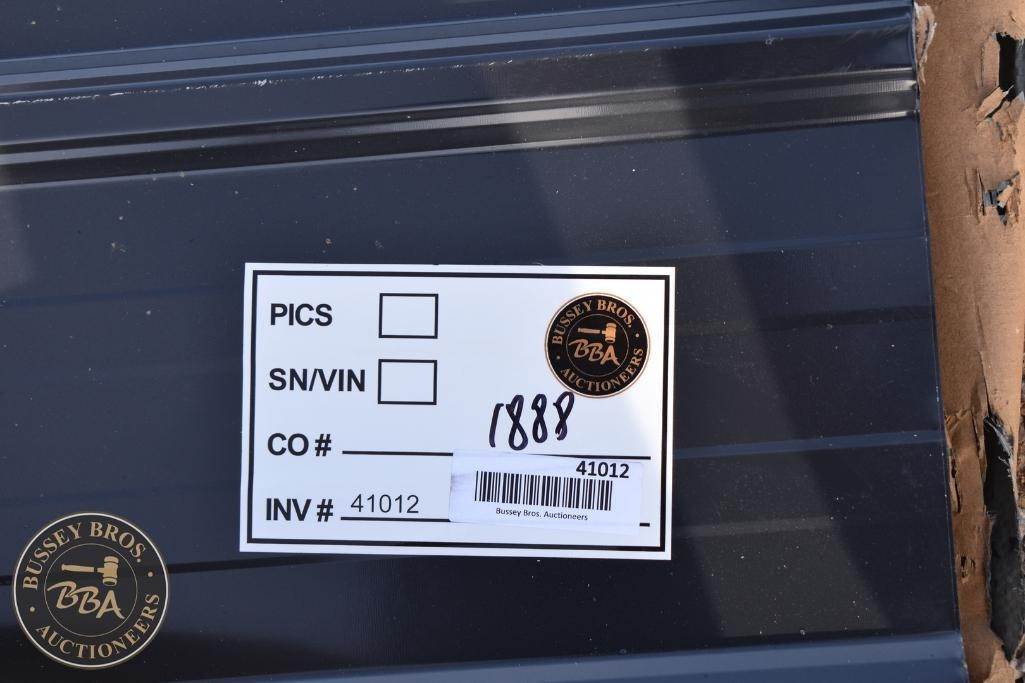 PICS
BUSSEY BROS.
BBA
AUCTIONEERS
SN/VIN
CO # 1888
41012
INV # 41012
Bussey Bros. Auctioneers
BUSSEY BROS.
BBA
AUCTIONEERS